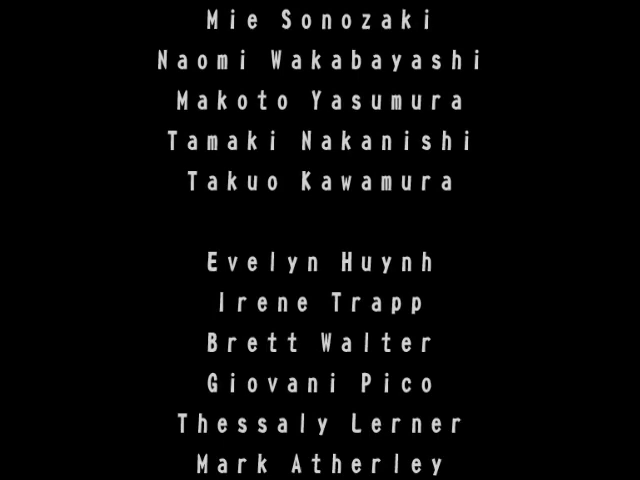 Mie Sonozaki
Naomi Wakabayashi
Makoto Yasumura
Tamaki Nakanishi
Takuo Kawamura
Evelyn Huynh
Irene Trapp
Brett Walter
Giovani Pico
Thessaly Lerner
Mark Atherley